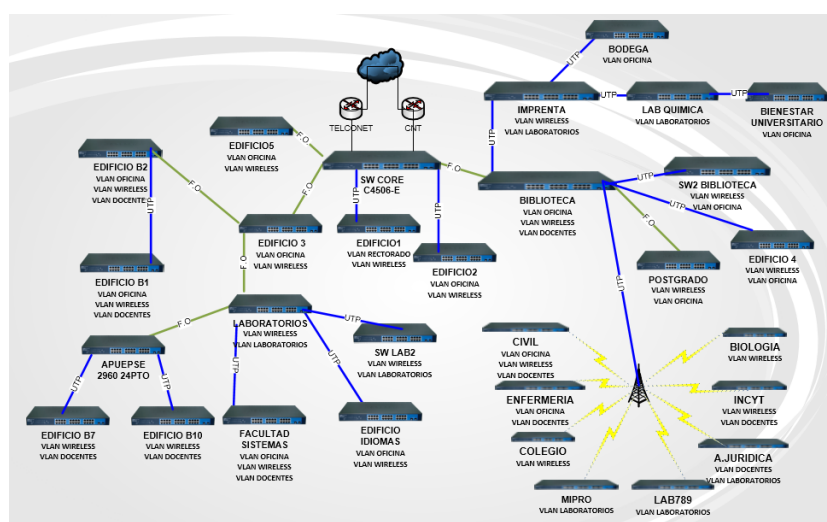 BODEGA
VLAN OFICINA
UTP
IMPRENTA
VLAN WIRELESS
VLAN LABORATORIOS
UTP
LAB QUIMICA
VLAN LABORATORIOS
UTP
BIENESTAR
UNIVERSITARIO
VLAN OFICINA
TELCONET
CNT
EDIFICIO5
VLAN OFICINA
VLAN WIRELESS
F.O
SW CORE
C4506-E
F.O
UTP
BIBLIOTECA
VLAN OFICINA
VLAN WIRELESS
VLAN DOCENTES
UTP
SW2 BIBLIOTECA
VLAN WIRELESS
VLAN OFICINA
UTP
EDIFICIO 4
VLAN WIRELESS
VLAN OFICINA
F.O
POSTGRADO
VLAN WIRELESS
VLAN OFICINA
UTP
EDIFICIO B2
VLAN OFICINA
VLAN WIRELESS
VLAN DOCENTE
F.O
UTP
F.O
EDIFICIO 3
VLAN OFICINA
VLAN WIRELESS
UTP
EDIFICIO1
VLAN RECTORADO
VLAN WIRELESS
UTP
EDIFICIO2
VLAN OFICINA
VLAN WIRELESS
EDIFICIO B1
VLAN OFICINA
VLAN WIRELESS
VLAN DOCENTES
F.O
LABORATORIOS
VLAN WIRELESS
VLAN LABORATORIOS
F.O
UTP
SW LAB2
VLAN WIRELESS
VLAN LABORATORIOS
APUEPSE
2960 24PTO
UTP
UTP
UTP
UTP
EDIFICIO B7
VLAN WIRELESS
VLAN DOCENTES
EDIFICIO B10
VLAN WIRELESS
VLAN DOCENTES
FACULTAD
SISTEMAS
VLAN OFICINA
VLAN WIRELESS
VLAN DOCENTES
EDIFICIO
IDIOMAS
VLAN OFICINA
VLAN WIRELESS
CIVIL
VLAN OFICINA
VLAN WIRELESS
VLAN DOCENTES
BIOLOGIA
VLAN WIRELESS
ENFERMERIA
VLAN OFICINA
VLAN DOCENTES
INCYT
VLAN WIRELESS
VLAN DOCENTES
COLEGIO
VLAN WIRELESS
A.JURIDICA
VLAN DOCENTES
VLAN LABORATORIOS
MIPRO
VLAN LABORATORIOS
LAB789
VLAN LABORATORIOS